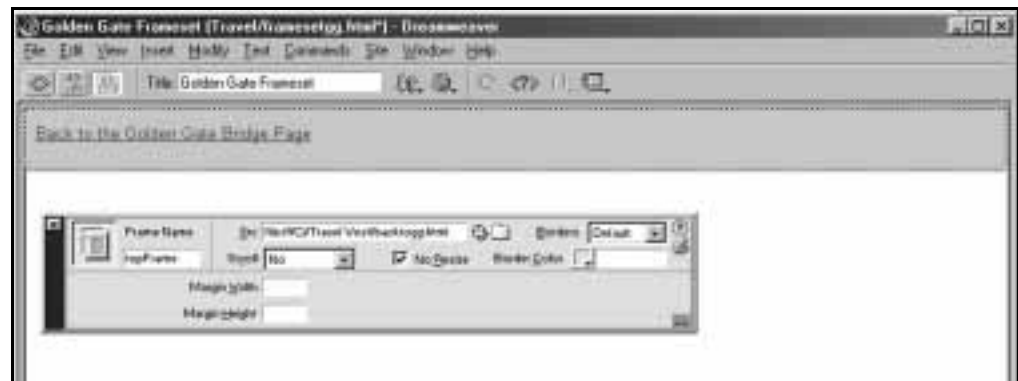 Golden Gate Frameset (Travel/framesetgg.html*) - Dreamweaver
File Edit View Insert Modify Text Commands Site Window Help
Title: Golden Gate Frameset
Back to the Golden Gate Bridge Page
Frame Name Src Borders Default
topFrame Scroll No No Resize Border Color
Margin Width
Margin Height